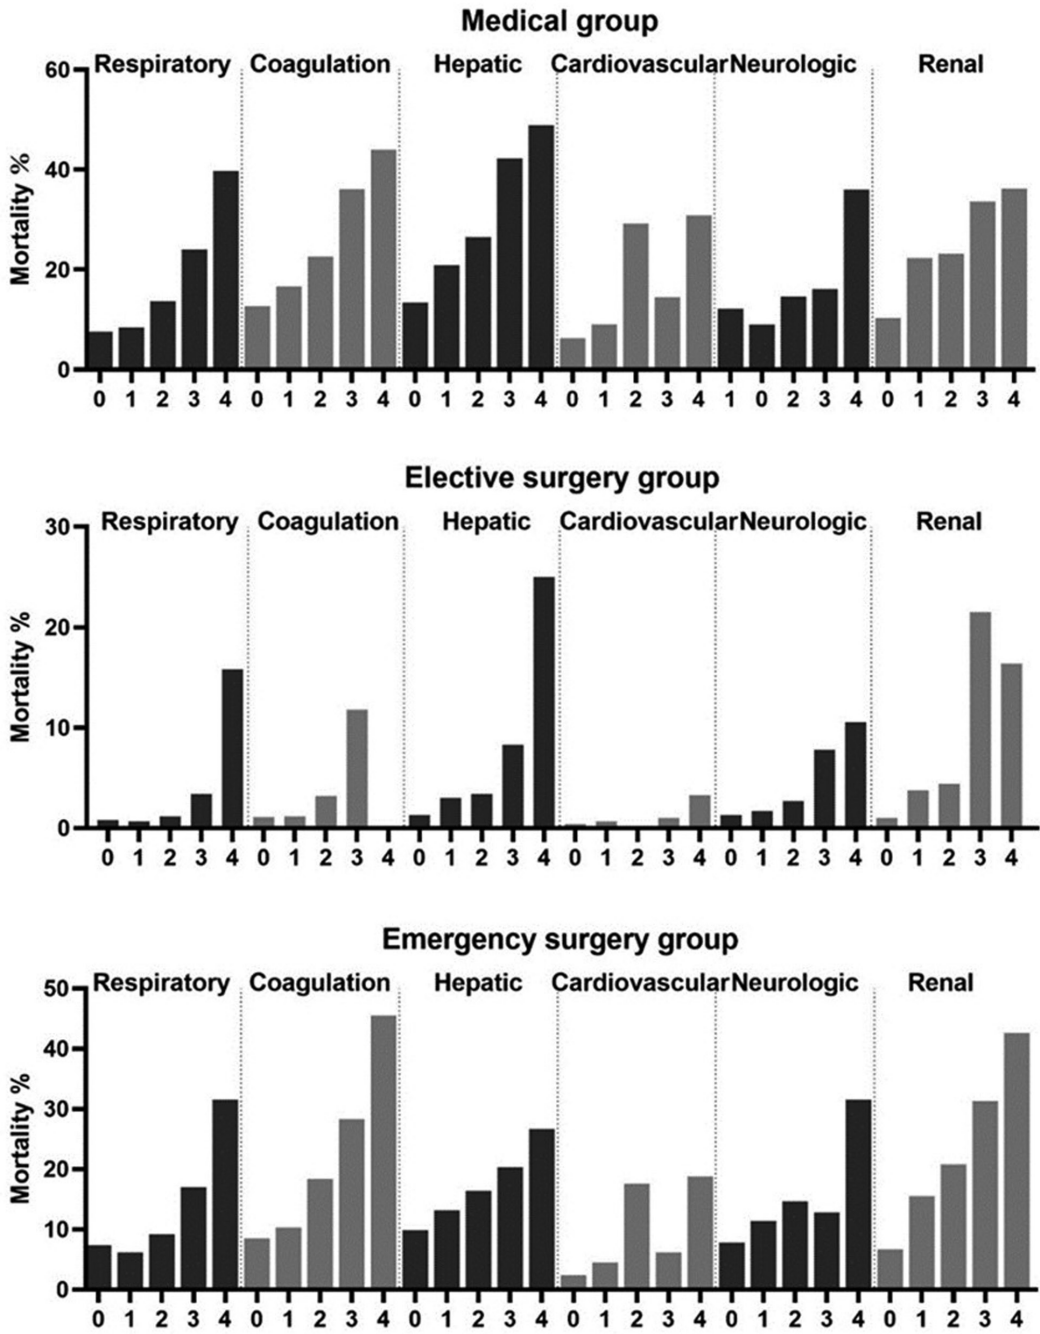 Medical group
Respiratory Coagulation Hepatic Cardiovascular Neurologic Renal
60
40
20
0
Mortality %
0 1 2 3 4 0 1 2 3 4 0 1 2 3 4 0 1 2 3 4 1 0 2 3 4 0 1 2 3 4
Elective surgery group
Respiratory Coagulation Hepatic Cardiovascular Neurologic Renal
30
20
10
0
Mortality %
0 1 2 3 4 0 1 2 3 4 0 1 2 3 4 0 1 2 3 4 0 1 2 3 4 0 1 2 3 4
Emergency surgery group
Respiratory Coagulation Hepatic Cardiovascular Neurologic Renal
50
40
30
20
10
0
Mortality %
0 1 2 3 4 0 1 2 3 4 0 1 2 3 4 0 1 2 3 4 0 1 2 3 4 0 1 2 3 4